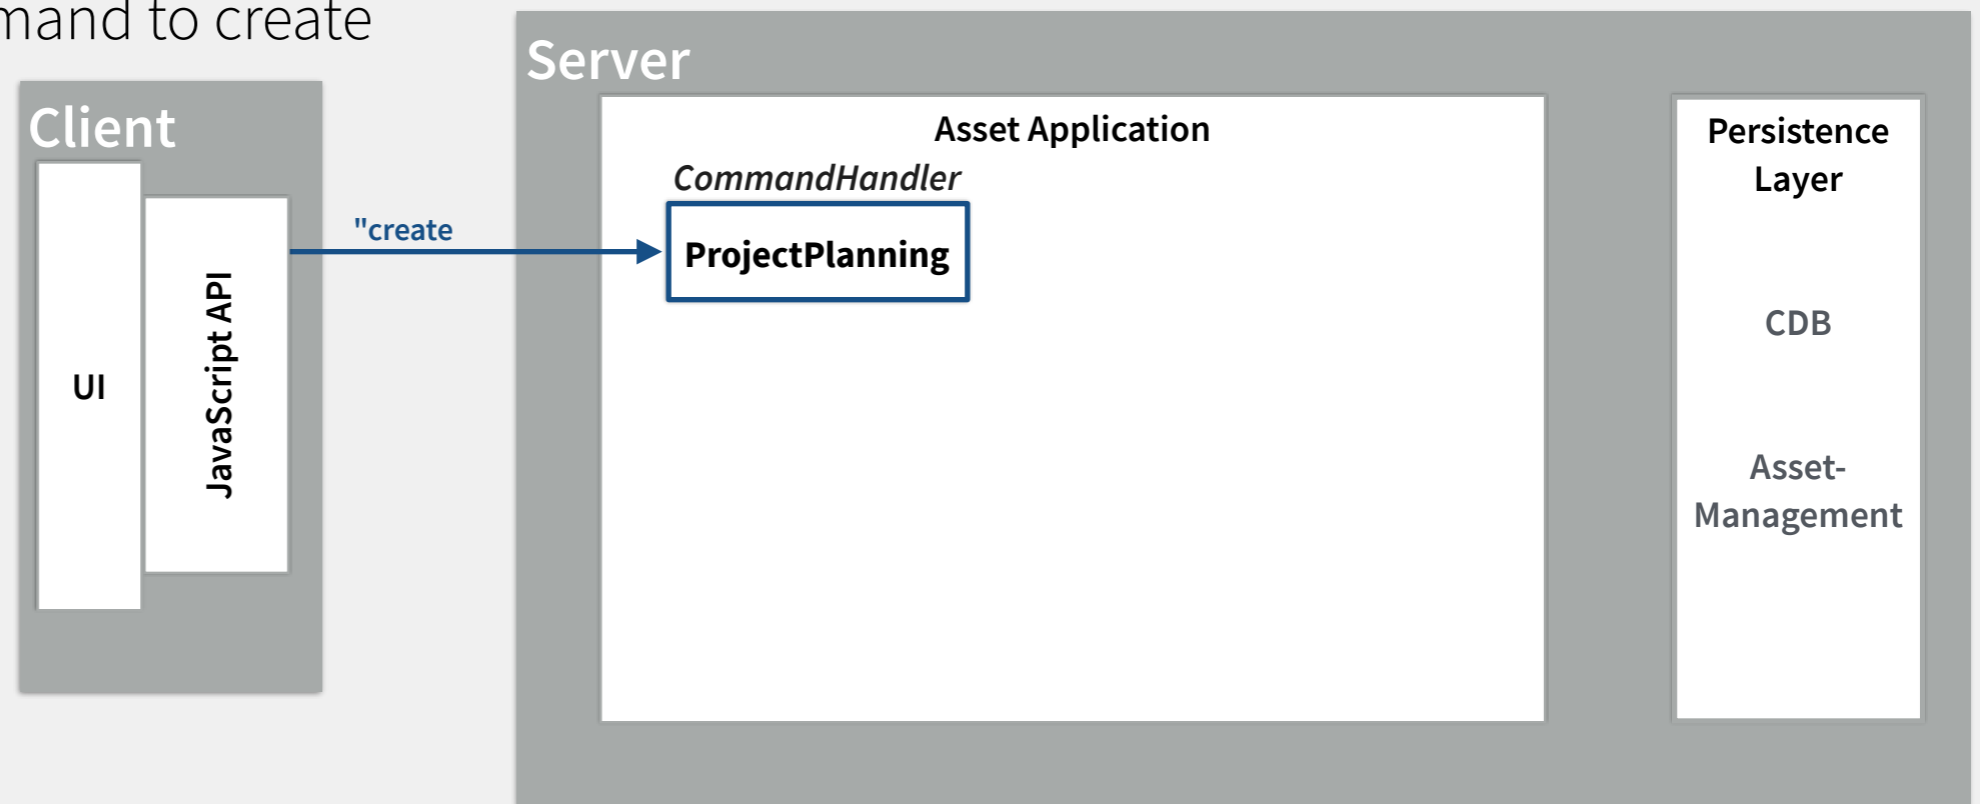 mand to create
Client
UI
JavaScript API
"create
Server
Asset Application
CommandHandler
ProjectPlanning
Persistence
Layer
CDB
Asset-
Management